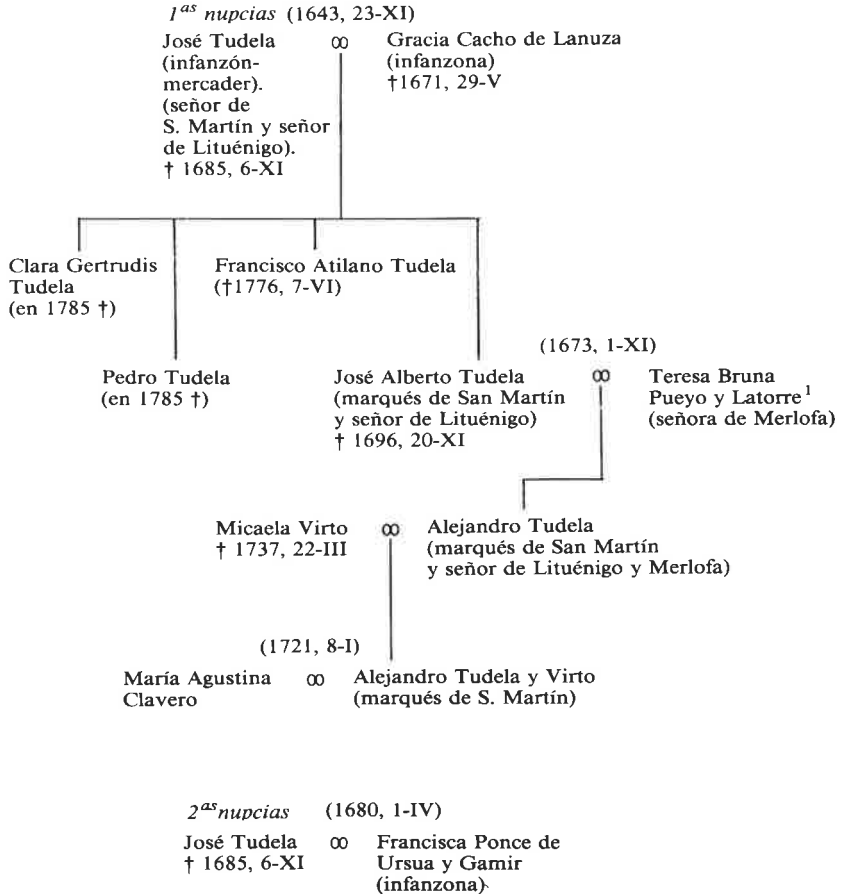 1as nupcias (1643, 23-XI)
José Tudela ∞ Gracia Cacho de Lanuza
(infanzón- (infanzona)
mercader). †1671, 29-V
(señor de
S. Martín y señor
de Lituénigo).
† 1685, 6-XI
Clara Gertrudis
Tudela
(en 1785 †)
Francisco Atilano Tudela
(†1776, 7-VI)
Pedro Tudela
(en 1785 †)
(1673, 1-XI)
José Alberto Tudela ∞ Teresa Bruna
(marqués de San Martín Pueyo y Latorre1
y señor de Lituénigo) (señora de Merlofa)
† 1696, 20-XI
Micaela Virto ∞ Alejandro Tudela
† 1737, 22-III (marqués de San Martín
y señor de Lituénigo y Merlofa)
(1721, 8-I)
María Agustina ∞ Alejandro Tudela y Virto
Clavero (marqués de S. Martín)
2as nupcias (1680, 1-IV)
José Tudela ∞ Francisca Ponce de
† 1685, 6-XI Ursua y Gamir
(infanzona)